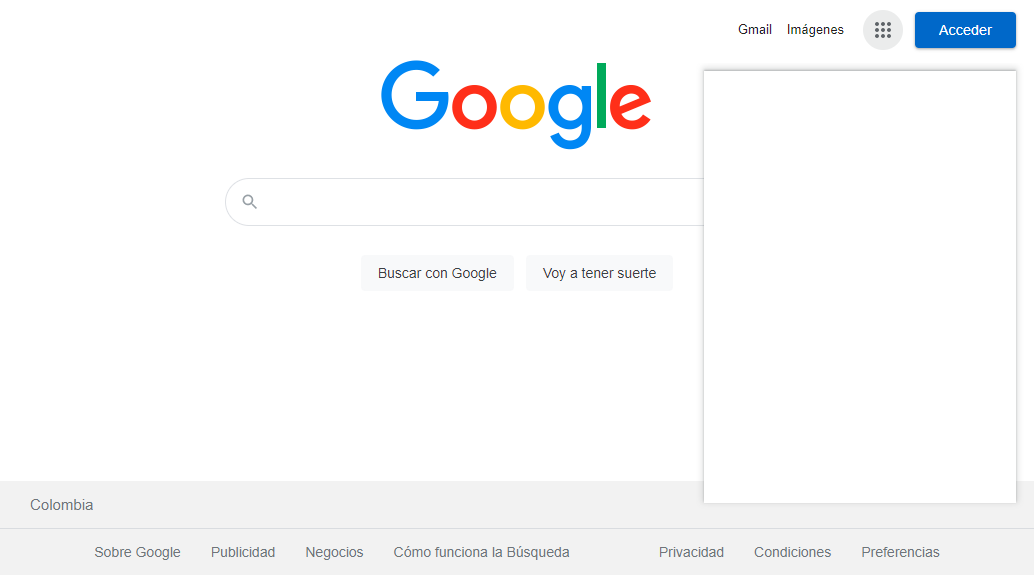 Gmail Imágenes Acceder
Google
Buscar con Google Voy a tener suerte
Colombia
Sobre Google Publicidad Negocios Cómo funciona la Búsqueda Privacidad Condiciones Preferencias